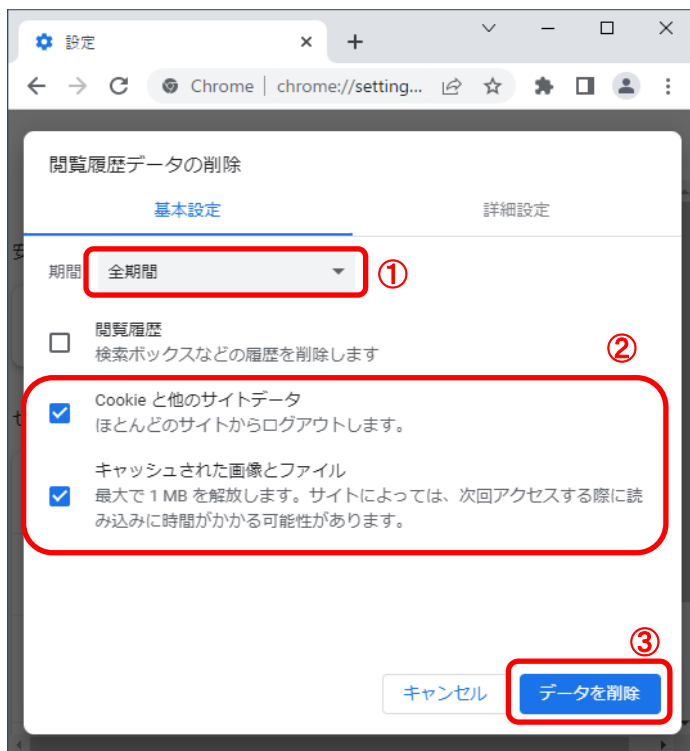 設定
Chrome | chrome://setting...
閲覧履歴データの削除
基本設定 詳細設定
期間 全期間 ①
閲覧履歴
検索ボックスなどの履歴を削除します
②
Cookie と他のサイトデータ
ほとんどのサイトからログアウトします。
キャッシュされた画像とファイル
最大で 1 MB を解放します。サイトによっては、次回アクセスする際に読
み込みに時間がかかる可能性があります。
③
キャンセル データを削除